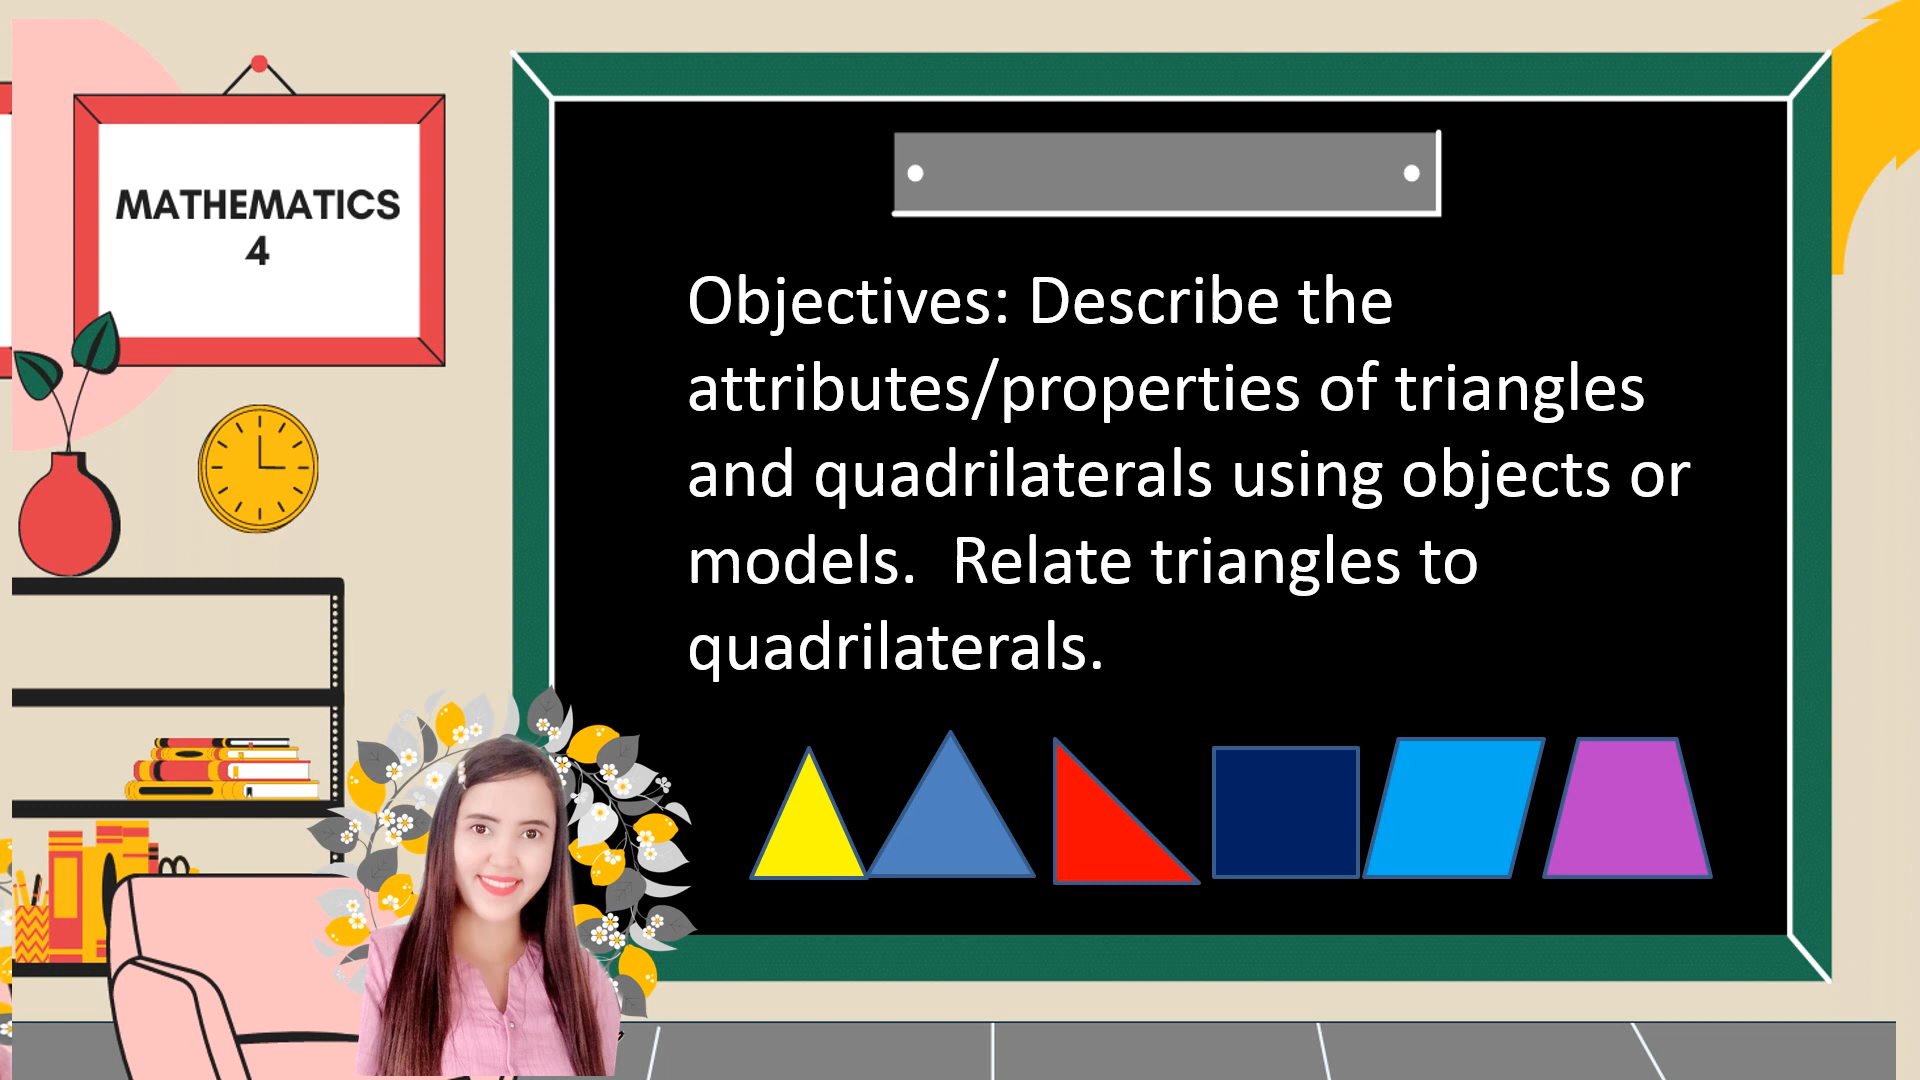 MATHEMATICS
4
Objectives: Describe the
attributes/properties of triangles
and quadrilaterals using objects or
models.  Relate triangles to
quadrilaterals.